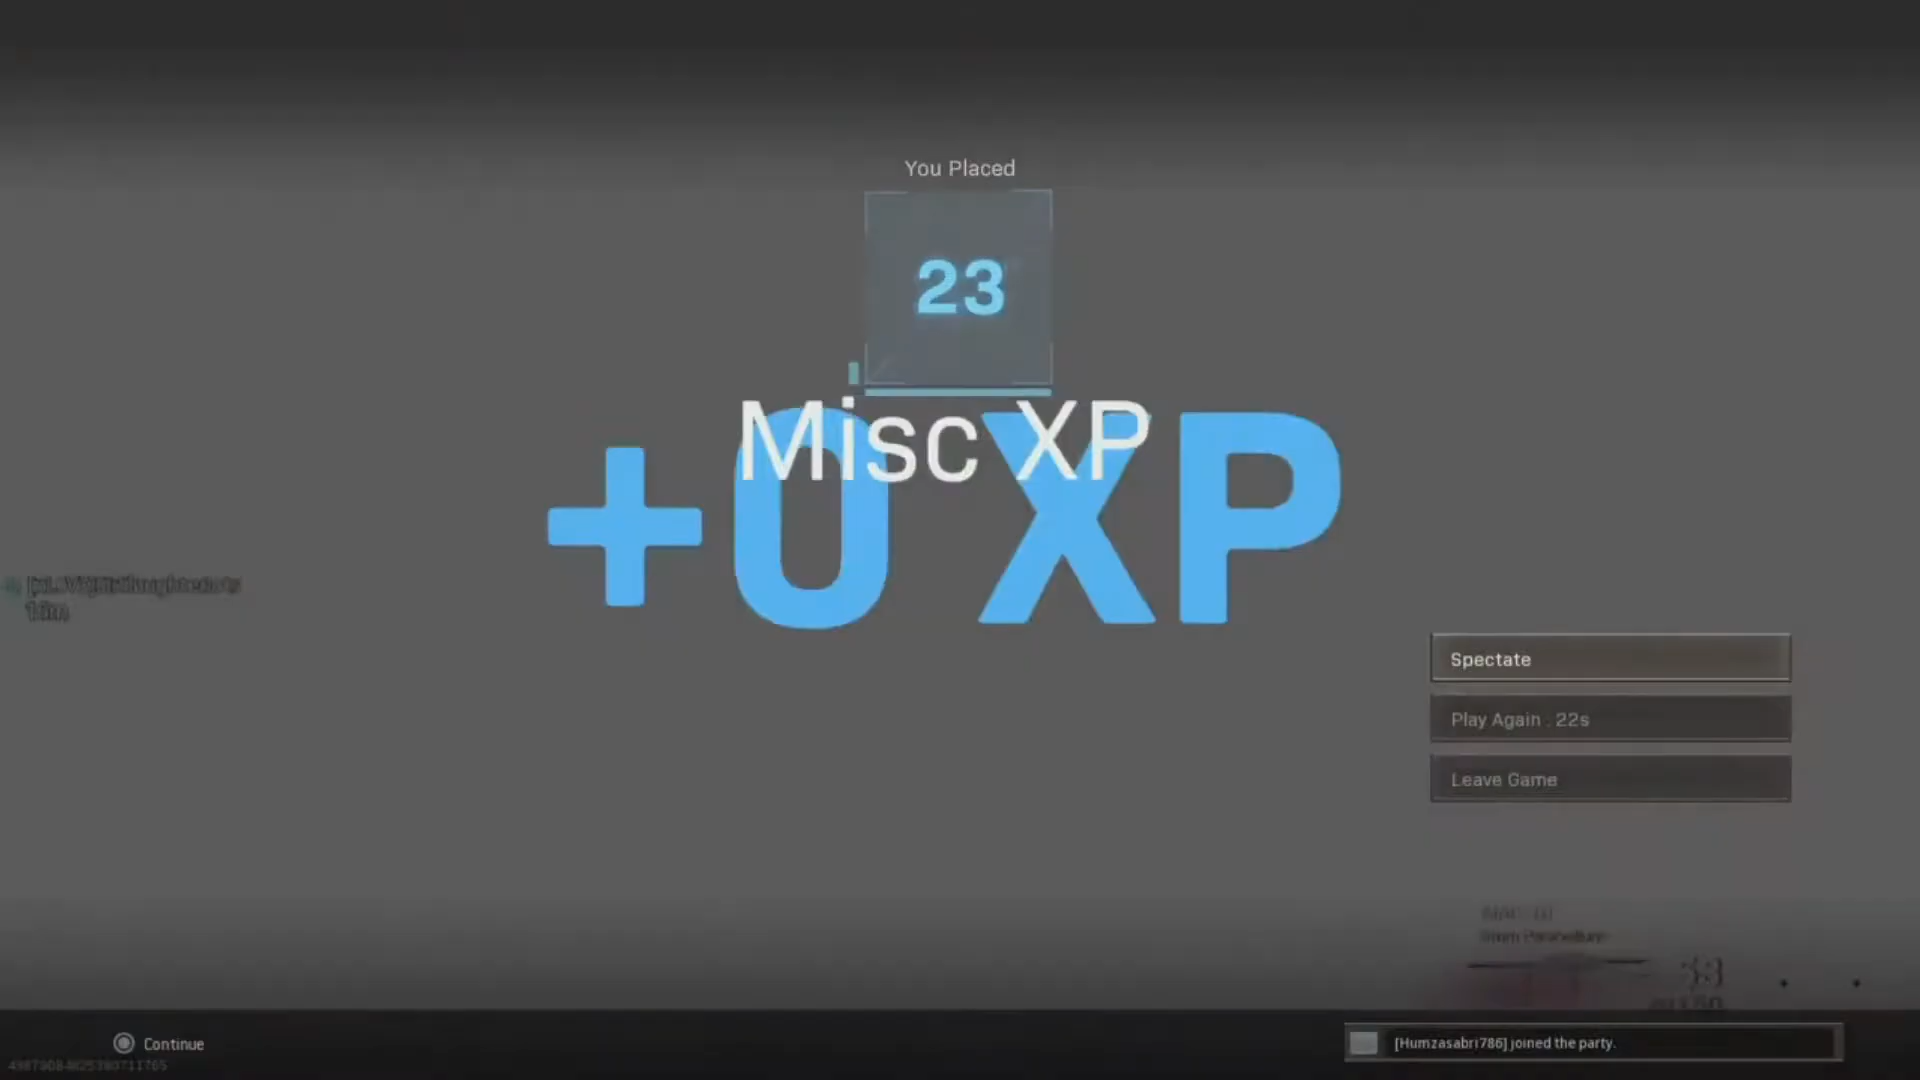 You Placed
23
Misc XP
+0 XP
Spectate
Play Again : 22s
Leave Game
Continue
[Humzasabri786] joined the party.